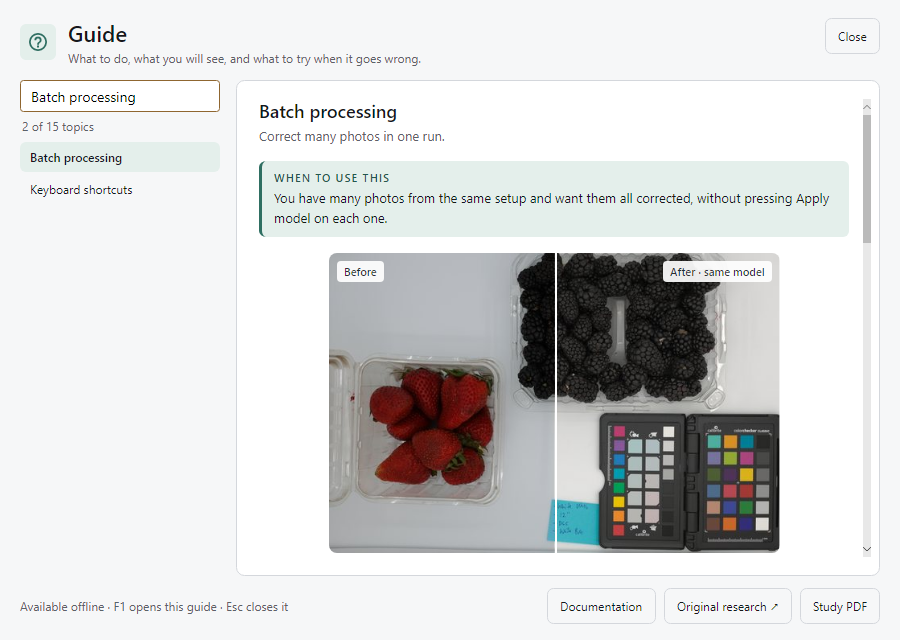 Guide
What to do, what you will see, and what to try when it goes wrong.
Close
Batch processing
2 of 15 topics
Batch processing
Keyboard shortcuts
Batch processing
Correct many photos in one run.
WHEN TO USE THIS
You have many photos from the same setup and want them all corrected, without pressing Apply
model on each one.
Before
After · same model
Available offline · F1 opens this guide · Esc closes it
Documentation
Original research ↗
Study PDF